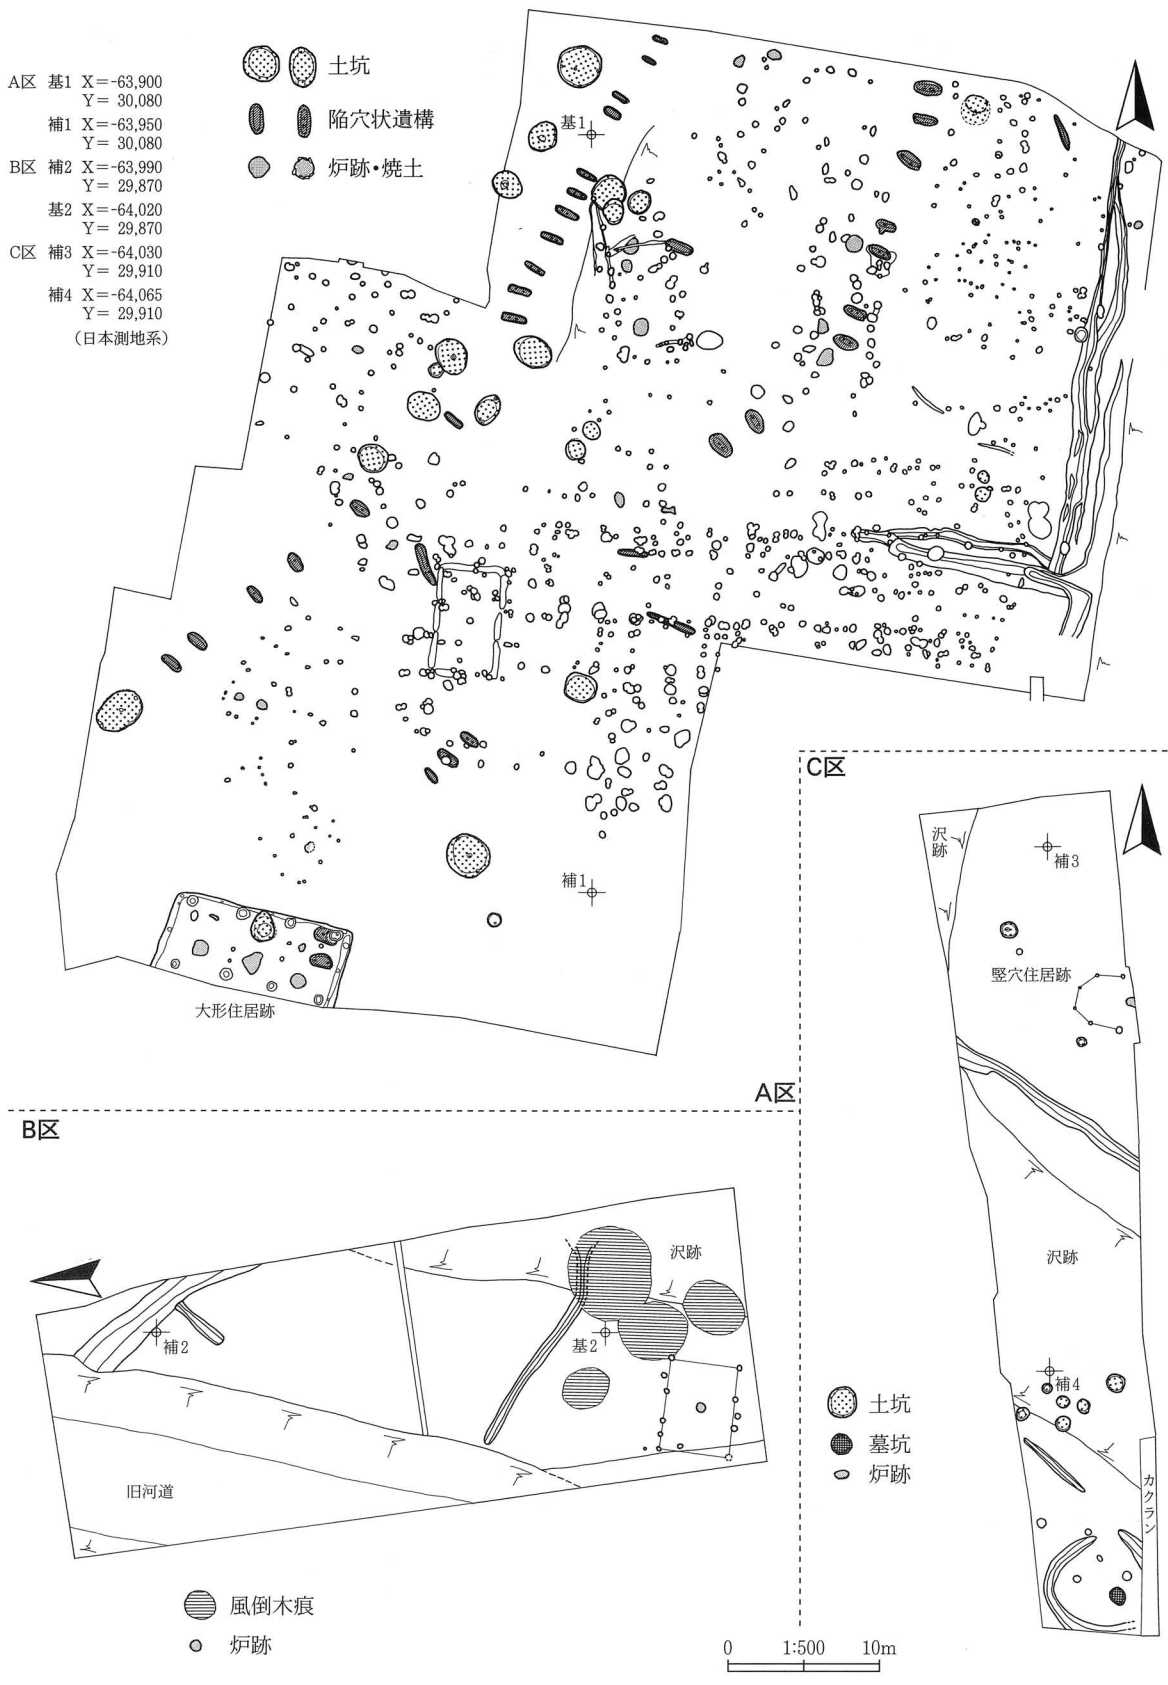 A区 基1 X=-63,900
Y= 30,080
補1 X=-63,950
Y= 30,080
B区 補2 X=-63,990
Y= 29,870
基2 X=-64,020
Y= 29,870
C区 補3 X=-64,030
Y= 29,910
補4 X=-64,065
Y= 29,910
(日本測地系)
土坑
陥穴状遺構
炉跡・焼土
基1
補1
大形住居跡
A区
B区
補2
基2
沢跡
旧河道
風倒木痕
炉跡
C区
沢跡
補3
竪穴住居跡
沢跡
補4
土坑
墓坑
炉跡
カクラン
0 1:500 10m